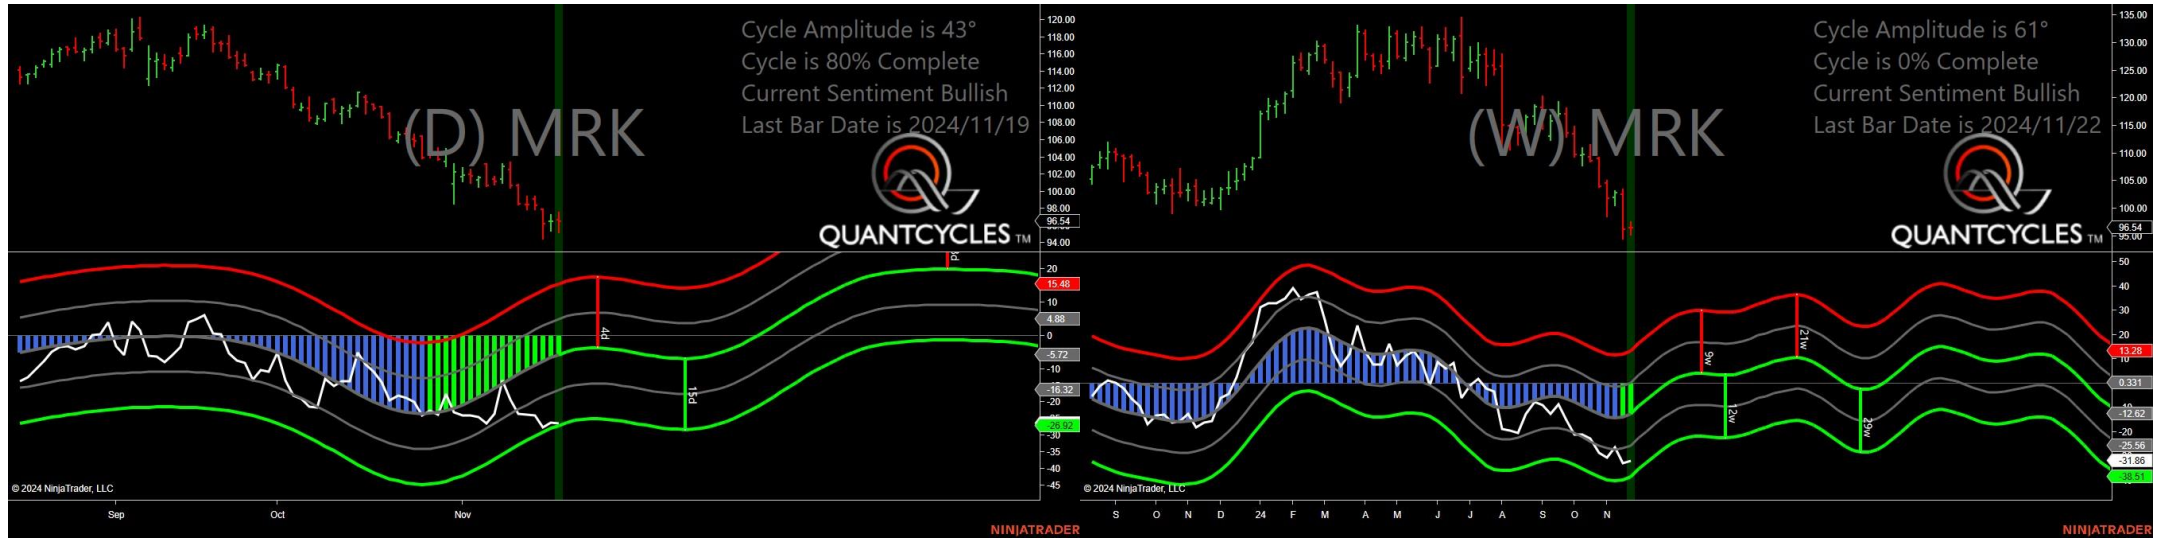 Cycle Amplitude is 43°
Cycle is 80% Complete
Current Sentiment Bullish
Last Bar Date is 2024/11/19
(D) MRK
QUANTCYCLES TM
120.00
118.00
116.00
114.00
112.00
110.00
108.00
106.00
104.00
102.00
100.00
98.00
96.54
94.00
20
15.48
10
4.88
0
-5.72
-10
-16.32
-20
-26.92
-30
-35
-40
-45
4d
15d
© 2024 NinjaTrader, LLC
Sep
Oct
Nov
NINJATRADER
Cycle Amplitude is 61°
Cycle is 0% Complete
Current Sentiment Bullish
Last Bar Date is 2024/11/22
(W) MRK
QUANTCYCLES TM
135.00
130.00
125.00
120.00
115.00
110.00
105.00
100.00
96.54
95.00
50
40
30
20
13.28
10
0.331
-12.62
-20
-25.56
-31.86
-38.51
9w
21w
12w
29w
© 2024 NinjaTrader, LLC
S
O
N
D
24
F
M
A
M
J
J
A
S
O
N
NINJATRADER